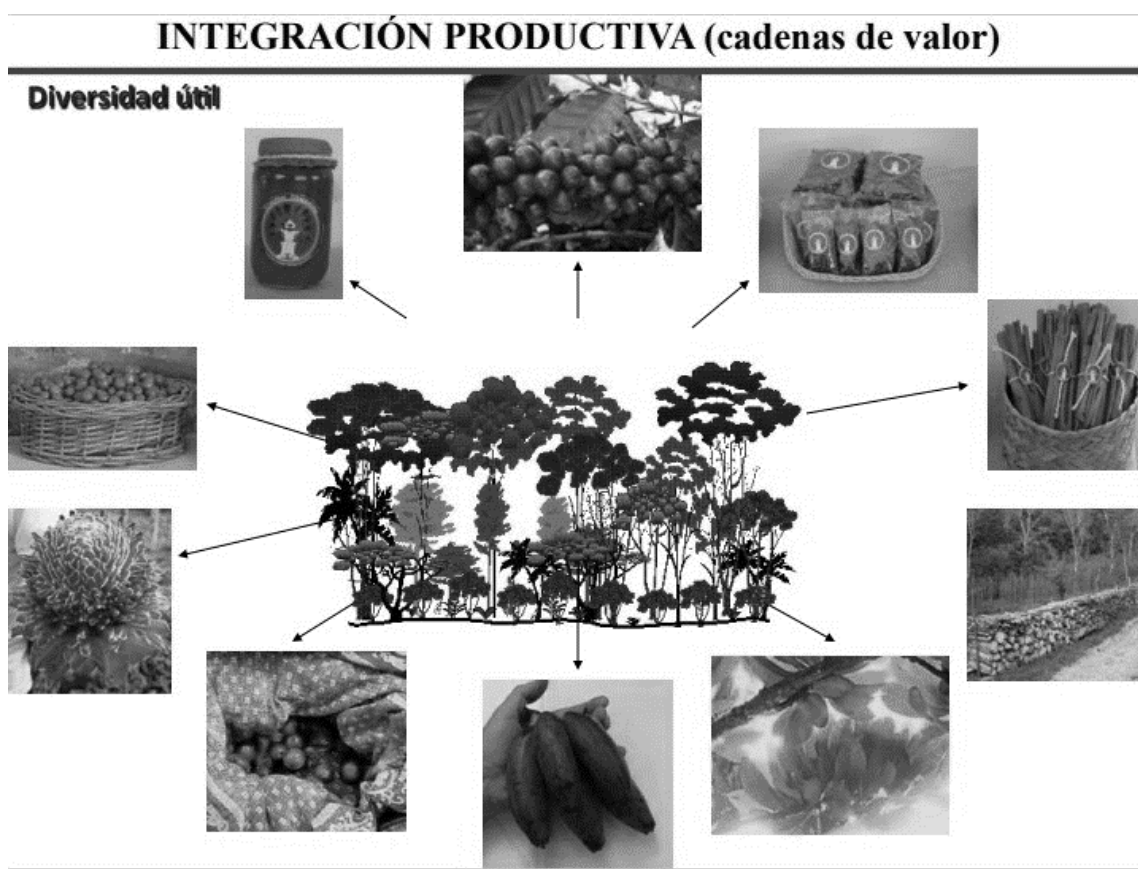 INTEGRACIÓN PRODUCTIVA (cadenas de valor)
Diversidad útil